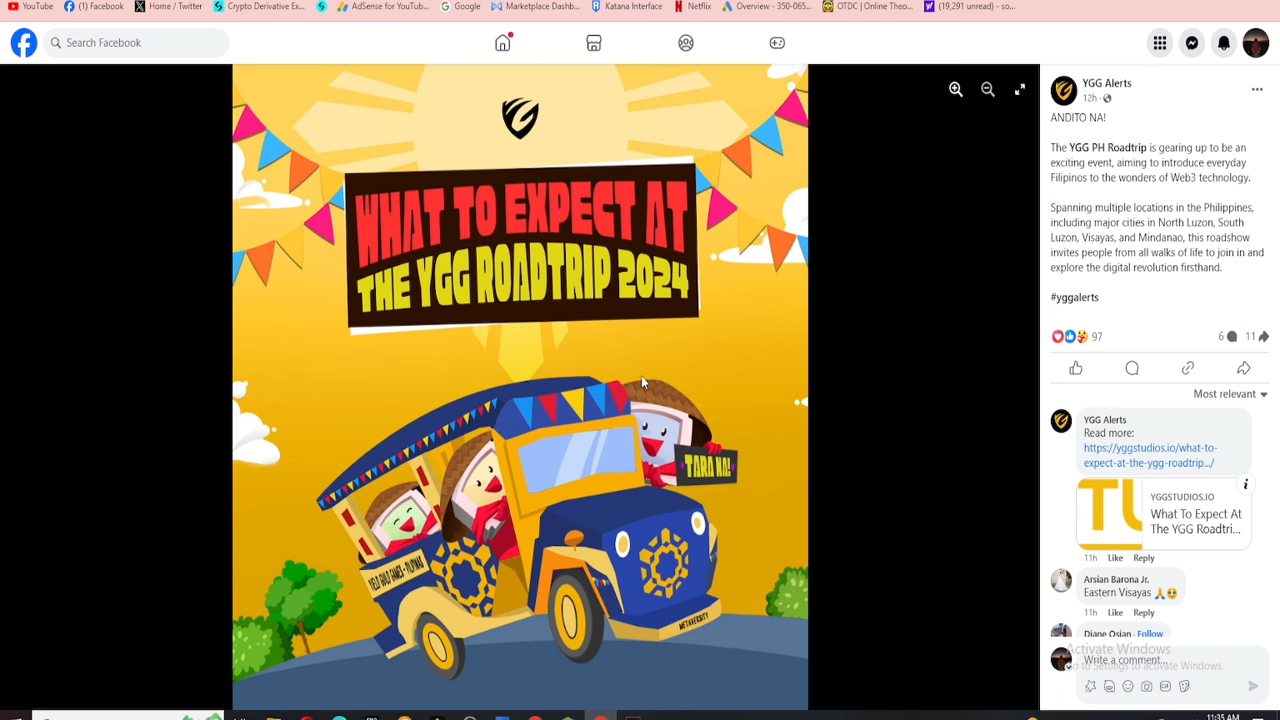 YouTube (1) Facebook Home / Twitter Crypto Derivative Ex... AdSense for YouTub... Google Marketplace Dashb... Katana Interface Netflix Overview - 350-065... OTDC | Online Theo... (19,291 unread) - so...
Search Facebook
WHAT TO EXPECT AT
THE YGG ROADTRIP 2024
TARA NA!
YIELD GUILD GAMES - PILIPINAS
METAVERSITY
YGG Alerts
12h
ANDITO NA!
The YGG PH Roadtrip is gearing up to be an
exciting event, aiming to introduce everyday
Filipinos to the wonders of Web3 technology.
Spanning multiple locations in the Philippines,
including major cities in North Luzon, South
Luzon, Visayas, and Mindanao, this roadshow
invites people from all walks of life to join in and
explore the digital revolution firsthand.
#yggalerts
97 6 11
Most relevant
YGG Alerts
Read more:
https://yggstudios.io/what-to-
expect-at-the-ygg-roadtrip.../
YGGSTUDIOS.IO
What To Expect At
The YGG Roadtri...
11h Like Reply
Arsian Barona Jr.
Eastern Visayas
11h Like Reply
Diane Osian · Follow
Activate Windows
Write a comment...
Go to Settings to activate Windows.
GIF
11:35 AM